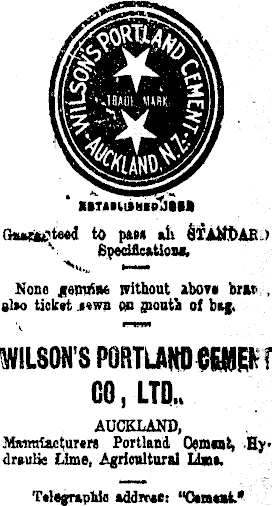 WILSON'S PORTLAND CEMENT
TRADE MARK
AUCKLAND, N.Z.
ESTABLISHED
Guaranteed to pass all STANDARD
Specifications.
None genuine without above brand,
also ticket sewn on mouth of bag.
WILSON'S PORTLAND CEMENT
CO, LTD.,
AUCKLAND,
Manufacturers Portland Cement, Hy-
draulic Lime, Agricultural Lime.
Telegraphic address: "Cement."